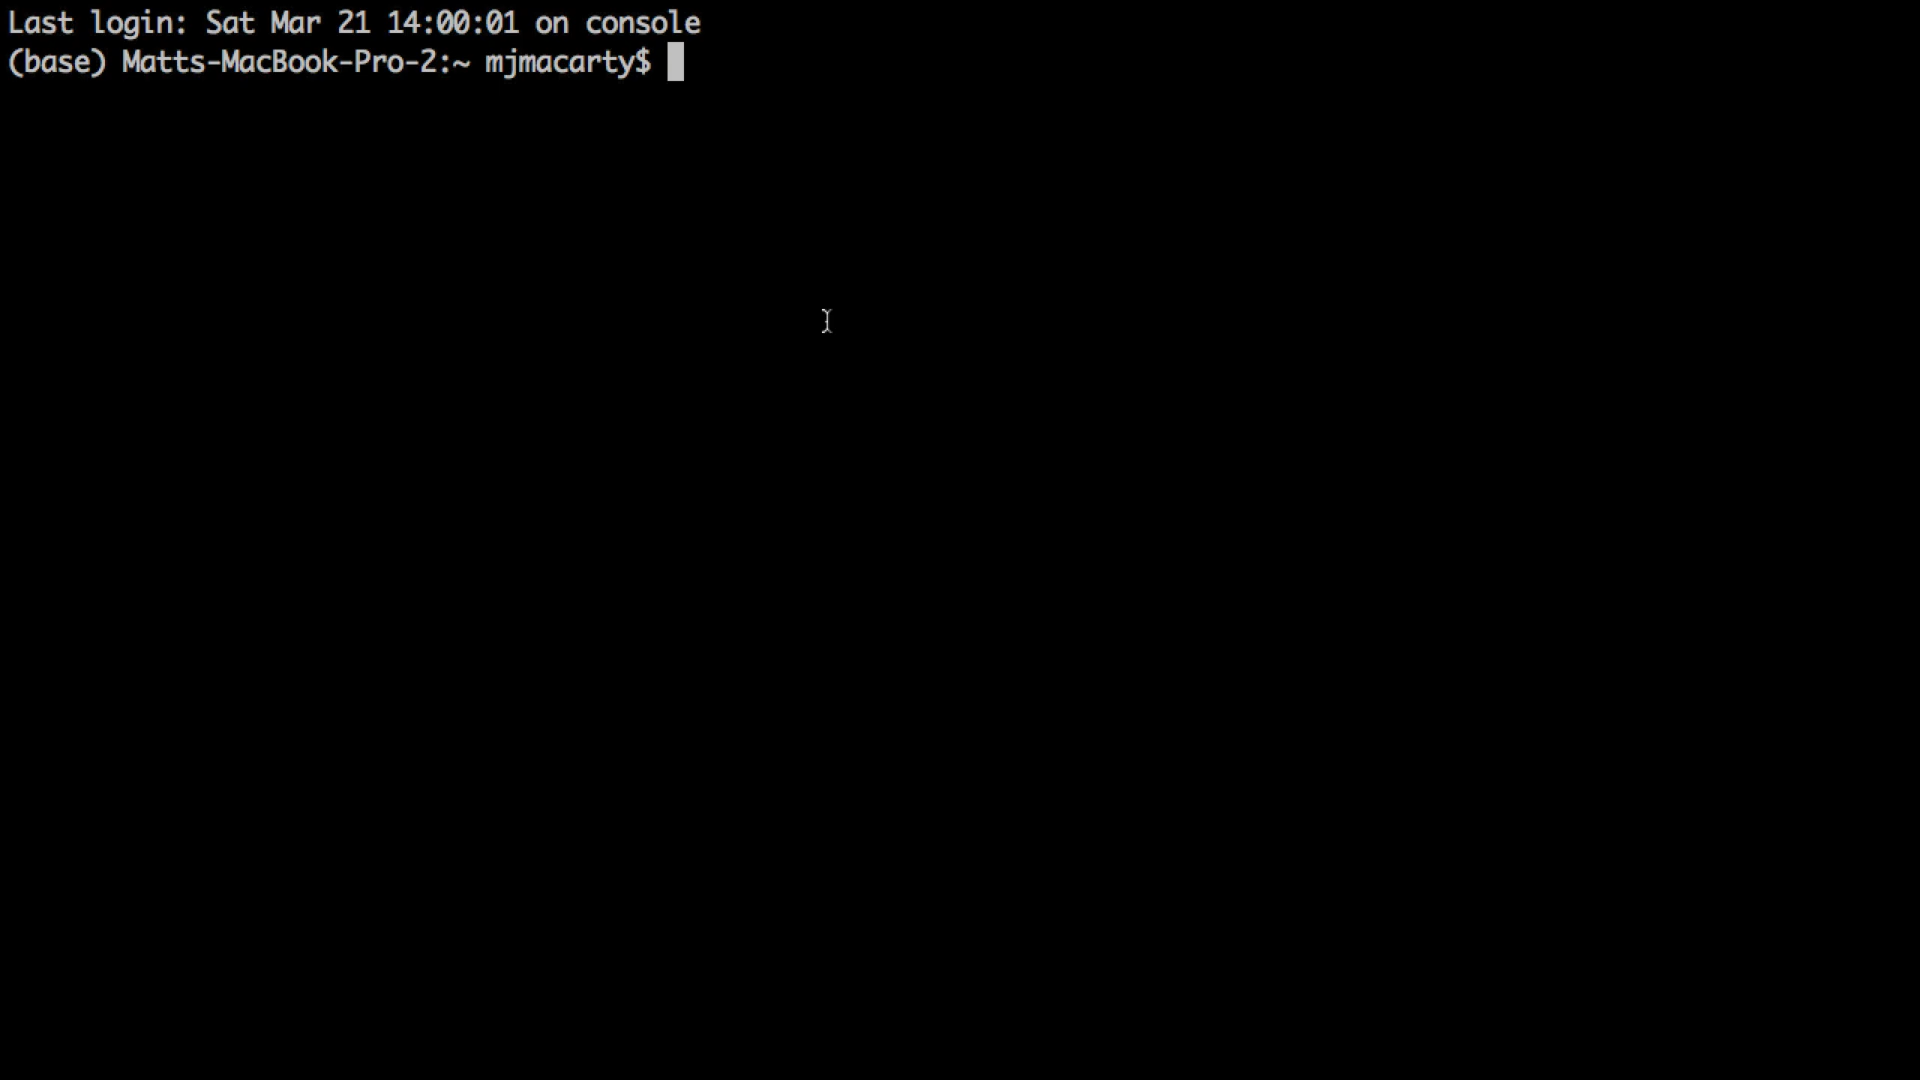 Last login: Sat Mar 21 14:00:01 on console
(base) Matts-MacBook-Pro-2:~ mjmacarty$